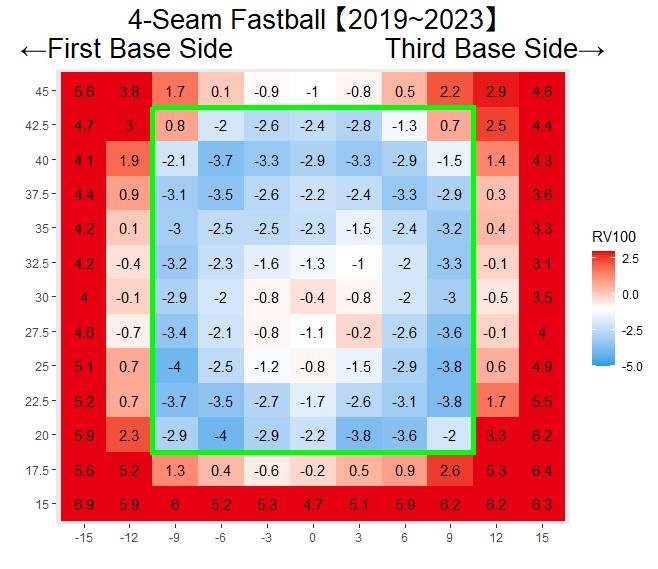 4-Seam Fastball【2019~2023】
←First Base Side Third Base Side→
45 5.6 3.8 1.7 0.1 -0.9 -1 -0.8 0.5 2.2 2.9 4.6
42.5 4.7 3 0.8 -2 -2.6 -2.4 -2.8 -1.3 0.7 2.5 4.4
40 4.1 1.9 -2.1 -3.7 -3.3 -2.9 -3.3 -2.9 -1.5 1.4 4.3
37.5 4.4 0.9 -3.1 -3.5 -2.6 -2.2 -2.4 -3.3 -2.9 0.3 3.6
35 4.2 0.1 -3 -2.5 -2.5 -2.3 -1.5 -2.4 -3.2 0.4 3.3
32.5 4.2 -0.4 -3.2 -2.3 -1.6 -1.3 -1 -2 -3.3 -0.1 3.1
30 4 -0.1 -2.9 -2 -0.8 -0.4 -0.8 -2 -3 -0.5 3.5
27.5 4.6 -0.7 -3.4 -2.1 -0.8 -1.1 -0.2 -2.6 -3.6 -0.1 4
25 5.1 0.7 -4 -2.5 -1.2 -0.8 -1.5 -2.9 -3.8 0.6 4.9
22.5 5.2 0.7 -3.7 -3.5 -2.7 -1.7 -2.6 -3.1 -3.8 1.7 5.5
20 5.9 2.3 -2.9 -4 -2.9 -2.2 -3.8 -3.6 -2 3.3 6.2
17.5 5.6 5.2 1.3 0.4 -0.6 -0.2 0.5 0.9 2.6 5.3 6.4
15 6.9 5.9 6 5.2 5.3 4.7 5.1 5.9 6.2 6.2 6.3
-15 -12 -9 -6 -3 0 3 6 9 12 15
RV100
2.5
0.0
-2.5
-5.0